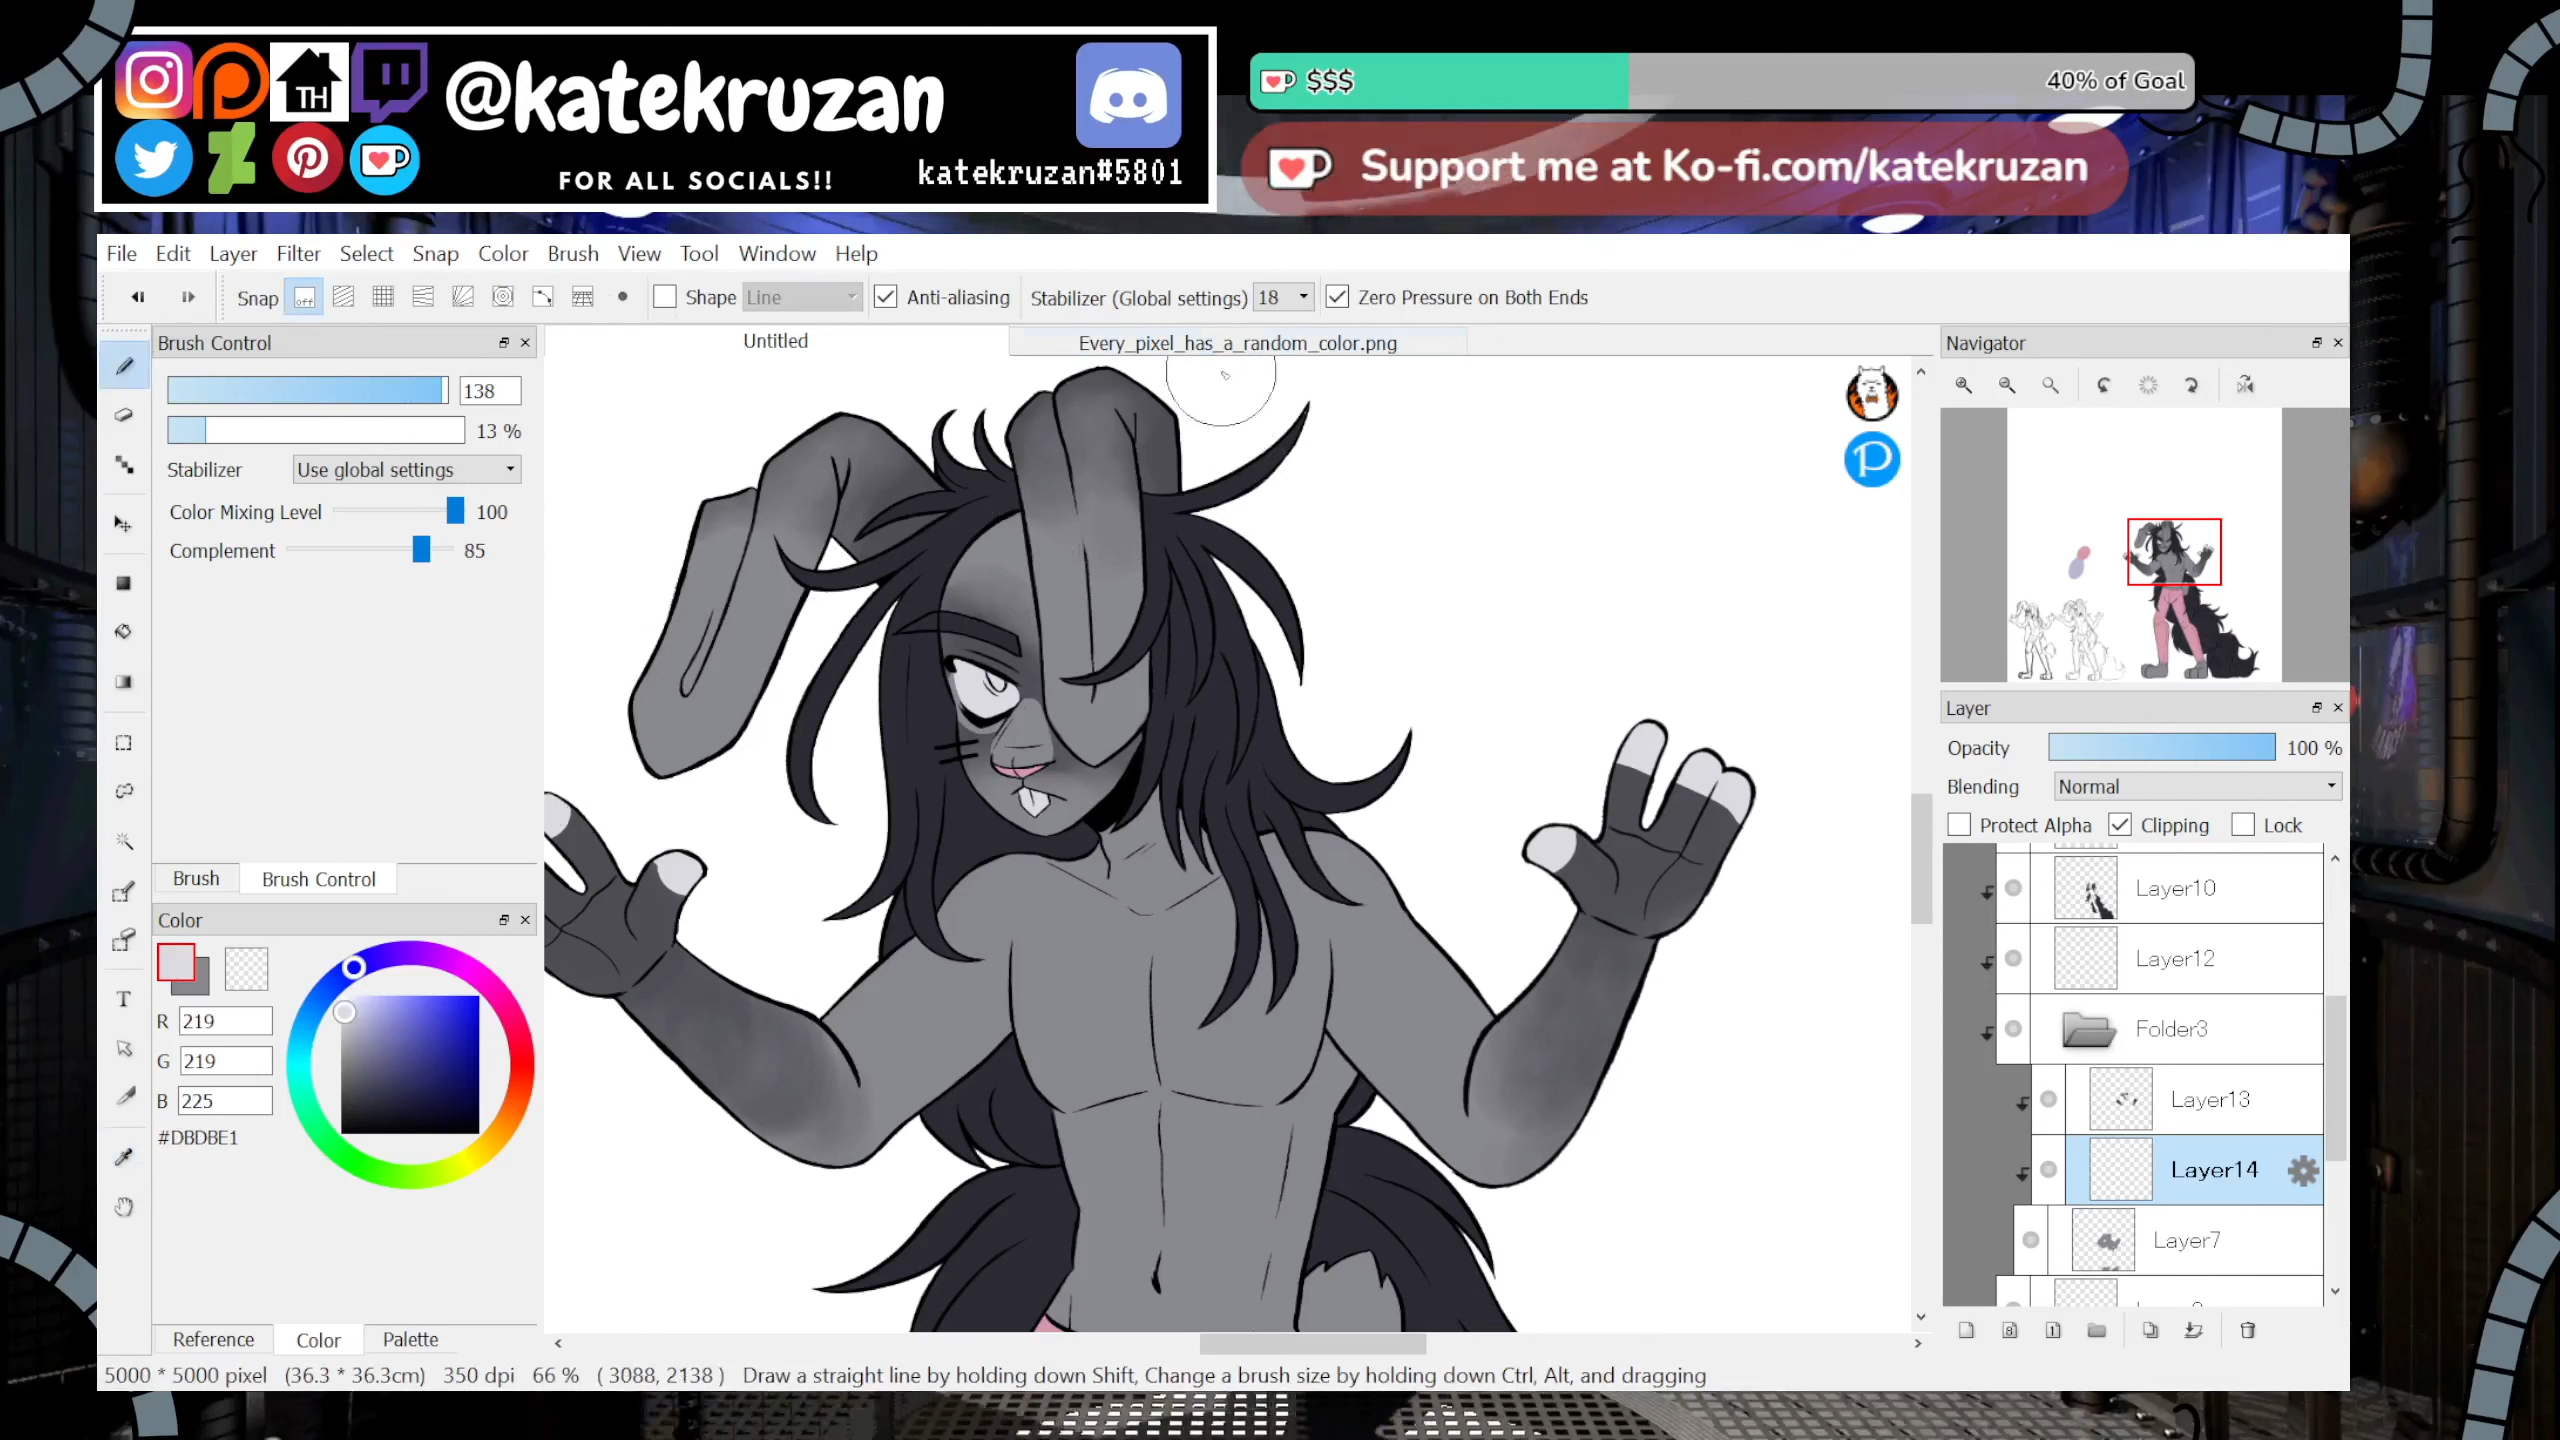 TH
@katekruzan
FOR ALL SOCIALS!!
katekruzan#5801
$$$
40% of Goal
Support me at Ko-fi.com/katekruzan
File Edit Layer Filter Select Snap Color Brush View Tool Window Help
Snap off Shape Line Anti-aliasing Stabilizer (Global settings) 18 Zero Pressure on Both Ends
Brush Control
138
13 %
Stabilizer Use global settings
Color Mixing Level 100
Complement 85
Brush Brush Control
Color
R 219
G 219
B 225
#DBDBE1
Reference Color Palette
Untitled Every_pixel_has_a_random_color.png
Navigator
Layer
Opacity 100 %
Blending Normal
Protect Alpha Clipping Lock
Layer10
Layer12
Folder3
Layer13
Layer14
Layer7
5000 * 5000 pixel (36.3 * 36.3cm) 350 dpi 66 % ( 3088, 2138 ) Draw a straight line by holding down Shift, Change a brush size by holding down Ctrl, Alt, and dragging